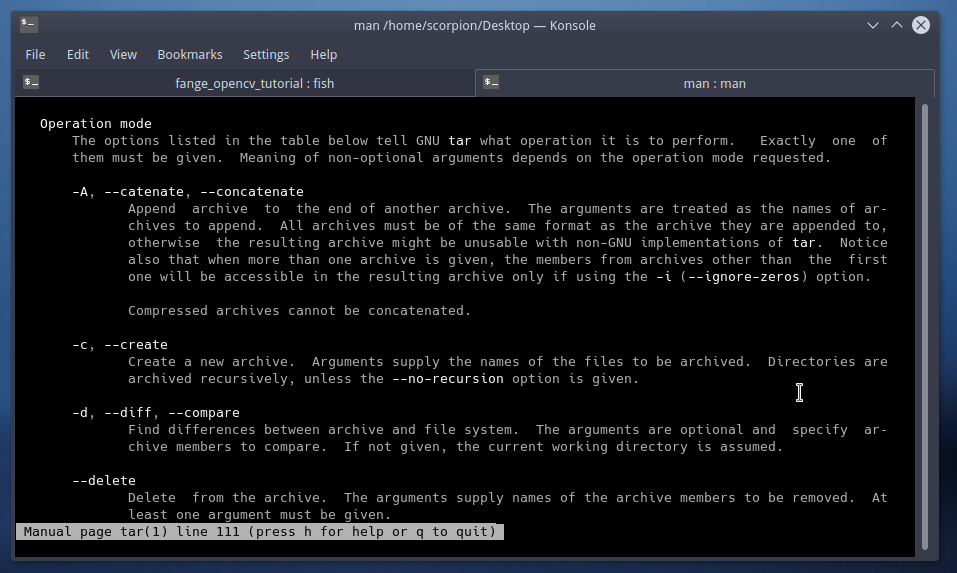 man /home/scorpion/Desktop — Konsole
File Edit View Bookmarks Settings Help
fange_opencv_tutorial : fish
man : man
Operation mode
The options listed in the table below tell GNU tar what operation it is to perform.  Exactly one of
them must be given.  Meaning of non-optional arguments depends on the operation mode requested.
-A, --catenate, --concatenate
Append archive to the end of another archive.  The arguments are treated as the names of ar-
chives to append.  All archives must be of the same format as the archive they are appended to,
otherwise the resulting archive might be unusable with non-GNU implementations of tar.  Notice
also that when more than one archive is given, the members from archives other than the first
one will be accessible in the resulting archive only if using the -i (--ignore-zeros) option.
Compressed archives cannot be concatenated.
-c, --create
Create a new archive.  Arguments supply the names of the files to be archived.  Directories are
archived recursively, unless the --no-recursion option is given.
-d, --diff, --compare
Find differences between archive and file system.  The arguments are optional and specify ar-
chive members to compare.  If not given, the current working directory is assumed.
--delete
Delete from the archive.  The arguments supply names of the archive members to be removed.  At
least one argument must be given.
Manual page tar(1) line 111 (press h for help or q to quit)